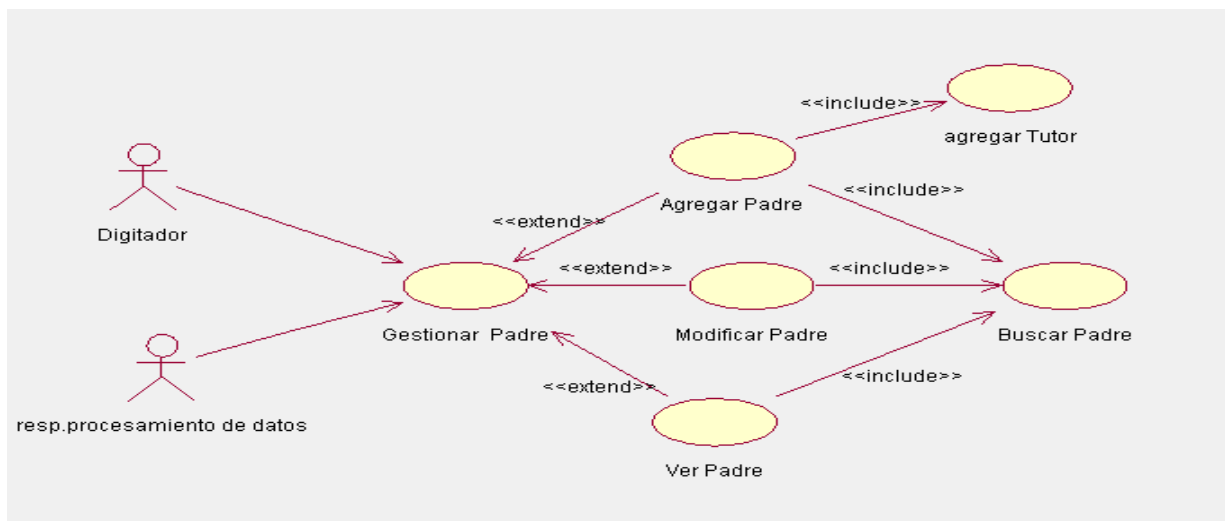 <<include>>
agregar Tutor
Agregar Padre
<<include>>
<<extend>>
Digitador
<<extend>>
<<include>>
Gestionar  Padre
Modificar Padre
Buscar Padre
<<extend>>
<<include>>
resp.procesamiento de datos
Ver Padre